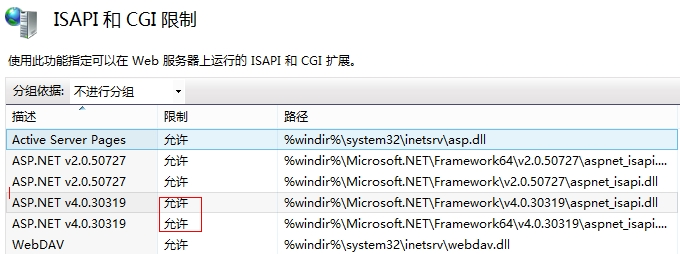 ISAPI 和 CGI 限制
使用此功能指定可以在 Web 服务器上运行的 ISAPI 和 CGI 扩展。
分组依据: 不进行分组
描述 限制 路径
Active Server Pages 允许 %windir%\system32\inetsrv\asp.dll
ASP.NET v2.0.50727 允许 %windir%\Microsoft.NET\Framework64\v2.0.50727\aspnet_isapi....
ASP.NET v2.0.50727 允许 %windir%\Microsoft.NET\Framework\v2.0.50727\aspnet_isapi.dll
ASP.NET v4.0.30319 允许 %windir%\Microsoft.NET\Framework\v4.0.30319\aspnet_isapi.dll
ASP.NET v4.0.30319 允许 %windir%\Microsoft.NET\Framework64\v4.0.30319\aspnet_isapi....
WebDAV 允许 %windir%\system32\inetsrv\webdav.dll